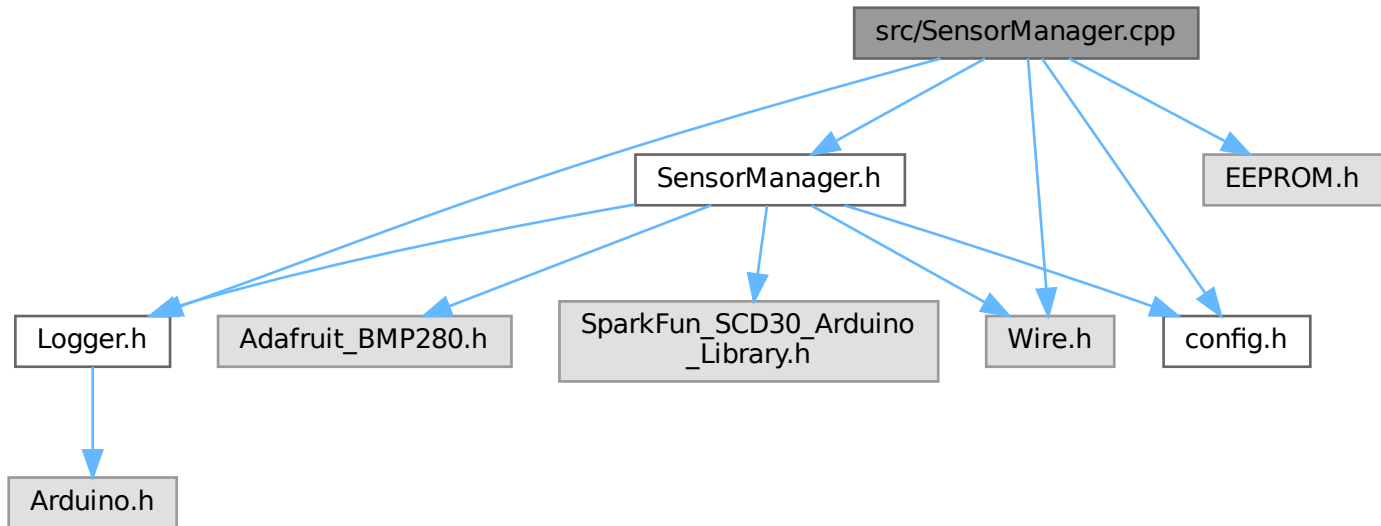 src/SensorManager.cpp
SensorManager.h
EEPROM.h
Logger.h
Adafruit_BMP280.h
SparkFun_SCD30_Arduino
_Library.h
Wire.h
config.h
Arduino.h